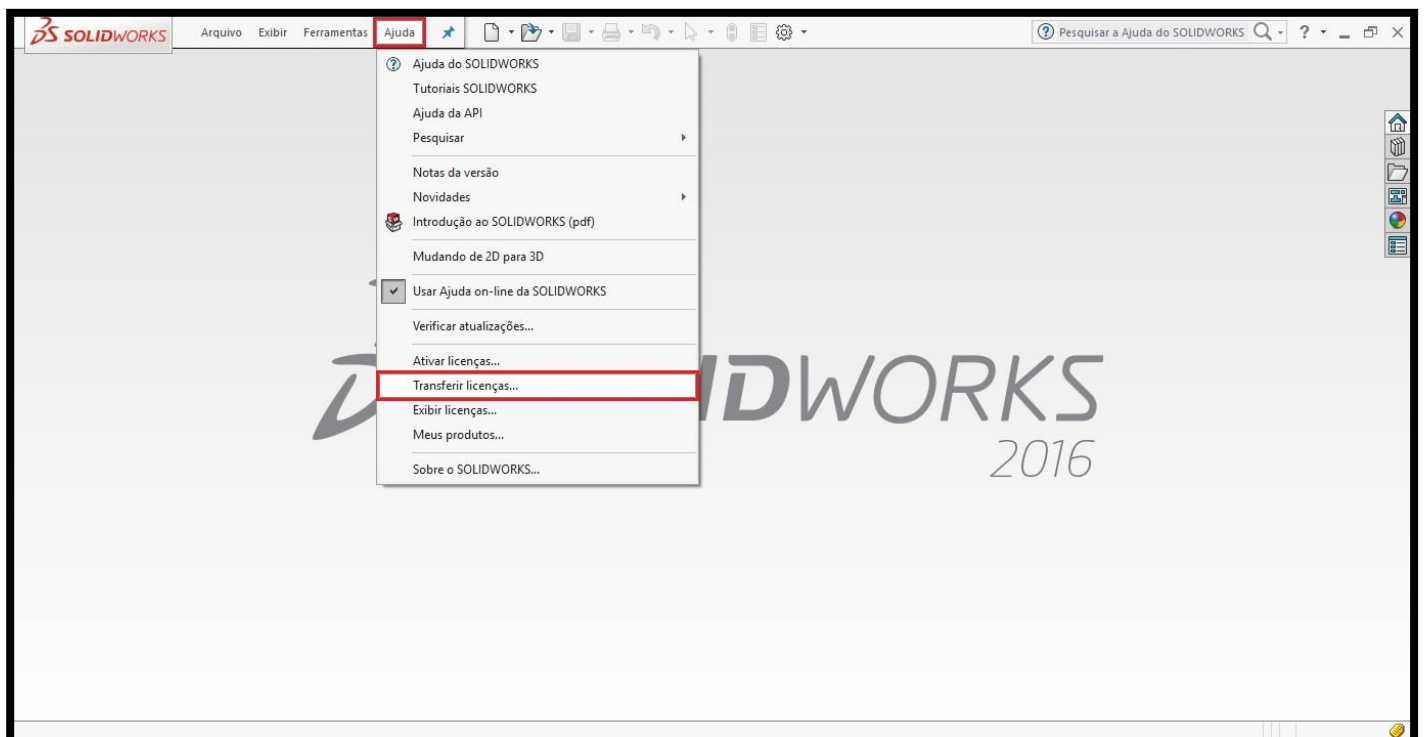 SOLIDWORKS Arquivo Exibir Ferramentas Ajuda Pesquisar a Ajuda do SOLIDWORKS ?
Ajuda do SOLIDWORKS
Tutoriais SOLIDWORKS
Ajuda da API
Pesquisar
Notas da versão
Novidades
Introdução ao SOLIDWORKS (pdf)
Mudando de 2D para 3D
Usar Ajuda on-line da SOLIDWORKS
Verificar atualizações...
Ativar licenças...
Transferir licenças...
Exibir licenças...
Meus produtos...
Sobre o SOLIDWORKS...
IDWORKS
2016